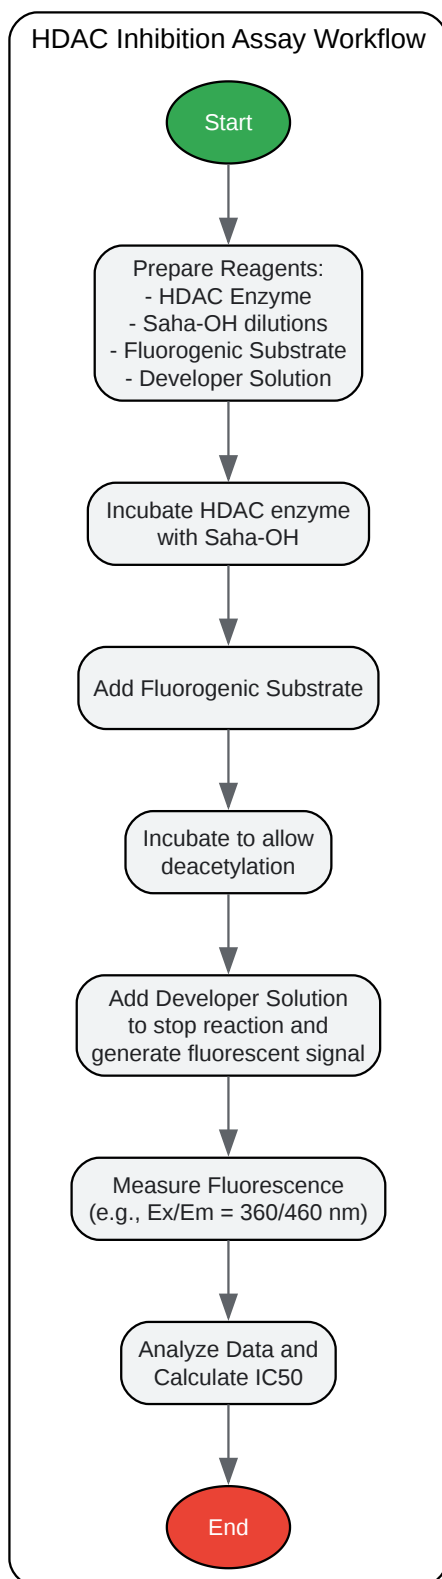 HDAC Inhibition Assay Workflow
Start
Prepare Reagents:
- HDAC Enzyme
- Saha-OH dilutions
- Fluorogenic Substrate
- Developer Solution
Incubate HDAC enzyme
with Saha-OH
Add Fluorogenic Substrate
Incubate to allow
deacetylation
Add Developer Solution
to stop reaction and
generate fluorescent signal
Measure Fluorescence
(e.g., Ex/Em = 360/460 nm)
Analyze Data and
Calculate IC50
End